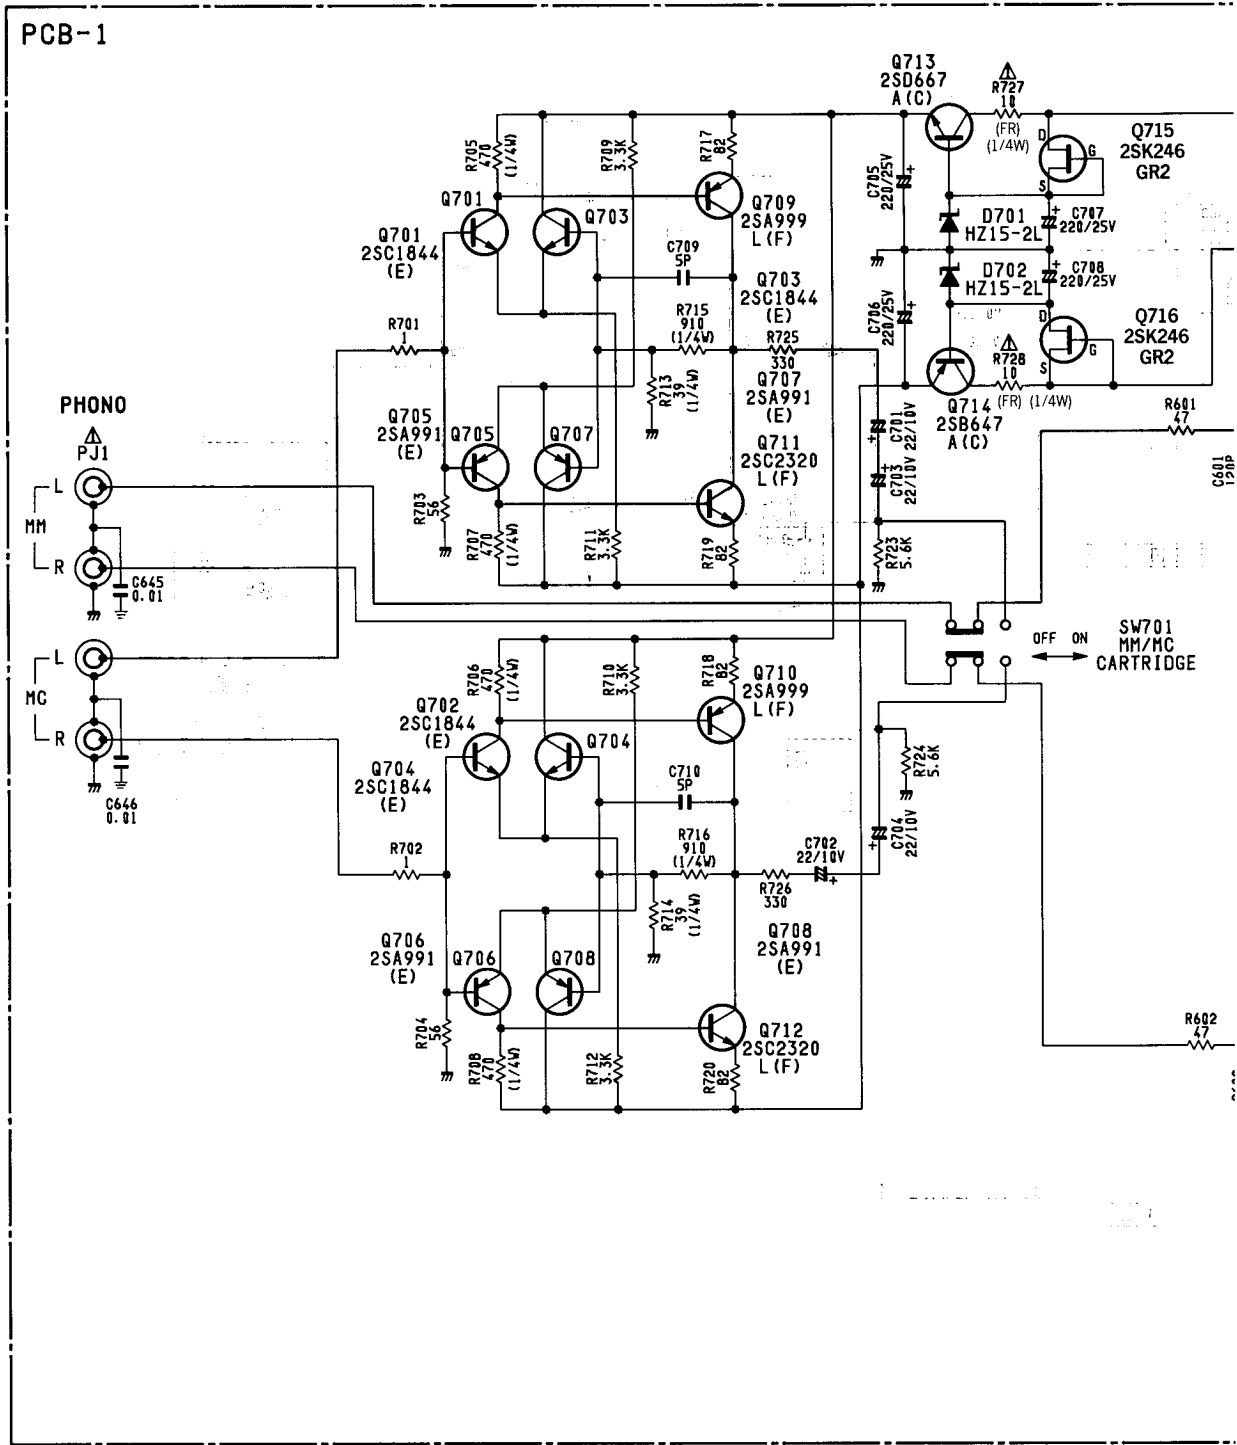 PCB-1
Q713
2SD667
A(C)
R727
10
(FR)
(1/4W)
Q715
2SK246
GR2
D
G
S
R705
470
(1/4W)
R709
3.3K
R717
82
Q701
Q703
Q709
2SA999
L(F)
C705
220/25V
+
D701
HZ15-2L
+
C707
220/25V
Q701
2SC1844
(E)
C709
5P
Q703
2SC1844
(E)
D702
HZ15-2L
+
C708
220/25V
C706
220/25V
+
Q716
2SK246
GR2
D
G
S
R701
1
R715
910
(1/4W)
R725
330
R728
10
(FR) (1/4W)
R713
39
(1/4W)
Q707
2SA991
(E)
Q714
2SB647
A(C)
PHONO
PJ1
Q705
2SA991
(E)
Q705
Q707
Q711
2SC2320
L(F)
C701
22/10V
+
C703
22/10V
+
R601
47
C601
120P
L
MM
R
C645
0.01
R703
56
R707
470
(1/4W)
R711
3.3K
R719
82
R723
5.6K
OFF ON
SW701
MM/MC
CARTRIDGE
L
MC
R
C646
0.01
R706
470
(1/4W)
R710
3.3K
R718
82
Q710
2SA999
L(F)
Q702
2SC1844
(E)
Q704
Q704
2SC1844
(E)
C710
5P
R724
5.6K
C704
22/10V
+
R702
1
R716
910
(1/4W)
C702
22/10V
+
R726
330
R714
39
(1/4W)
Q708
2SA991
(E)
Q706
2SA991
(E)
Q706
Q708
R704
56
R708
470
(1/4W)
R712
3.3K
R720
82
Q712
2SC2320
L(F)
R602
47